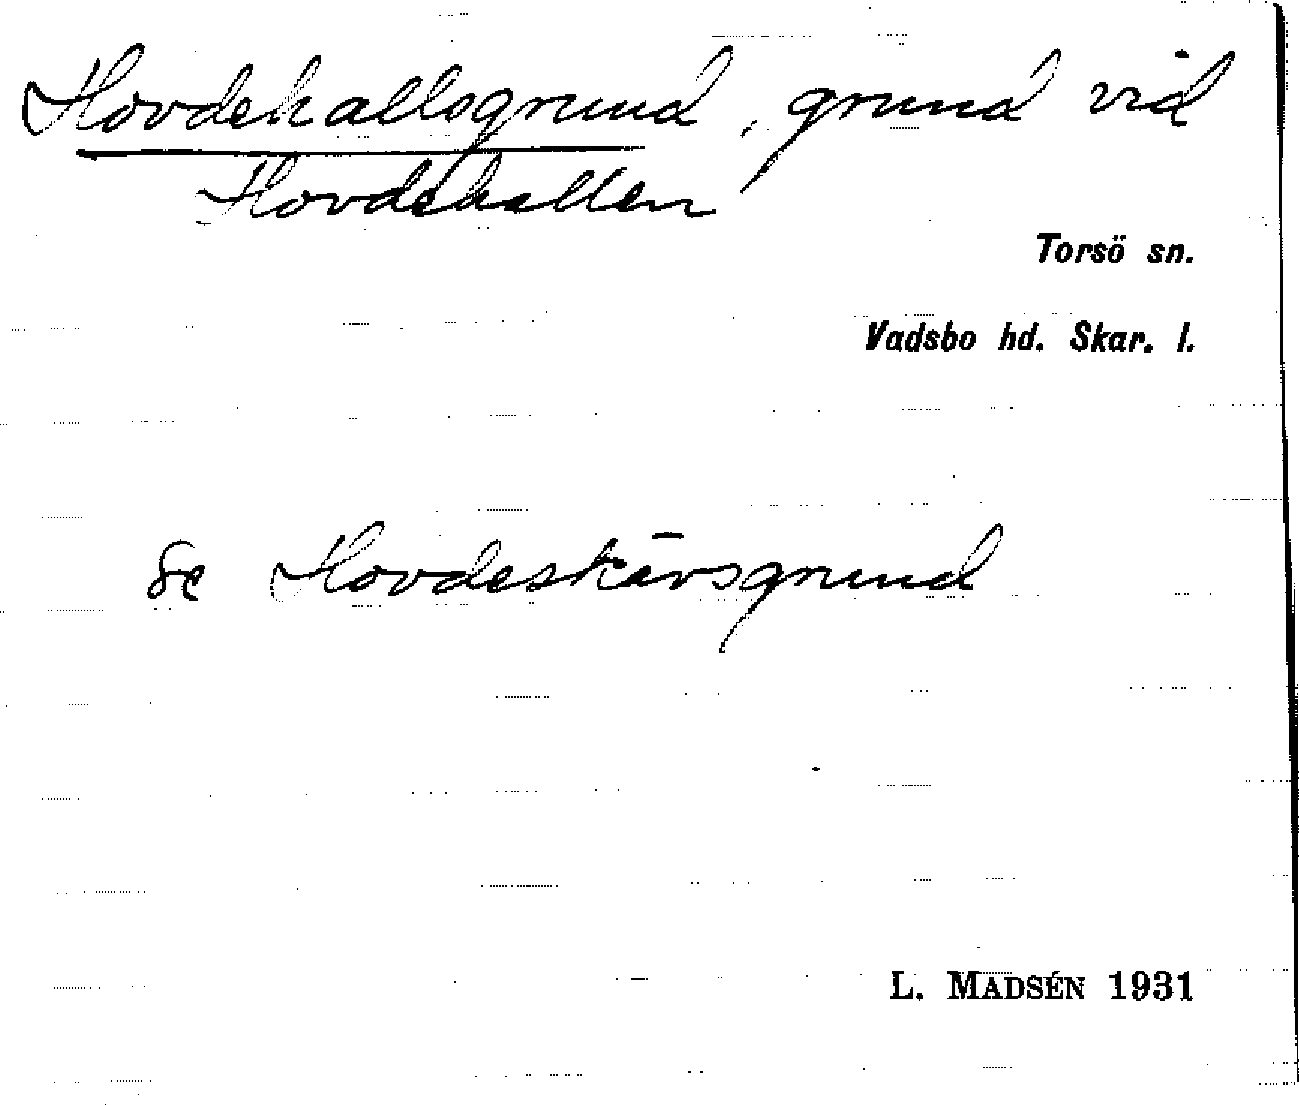 Hovdehallsgrund, grund vid
Hovdehallen
Torsö sn.
Vadsbo hd. Skar. l.
se Hovdeskärsgrund
L. MADSÉN 1931